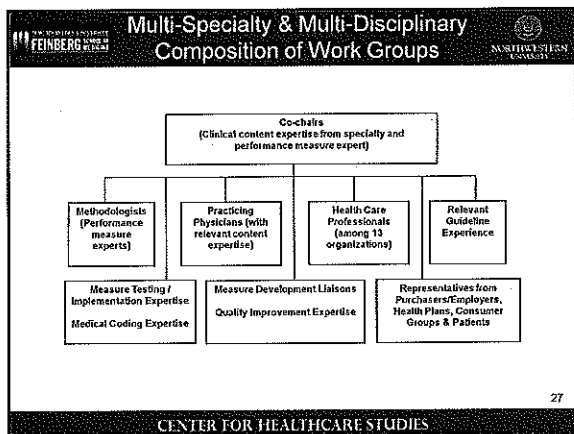 Multi-Specialty & Multi-Disciplinary
Composition of Work Groups
FEINBERG
NORTHWESTERN
UNIVERSITY
Co-chairs
(Clinical content expertise from specialty and
performance measure expert)
Methodologists
(Performance
measure
experts)
Practicing
Physicians (with
relevant content
expertise)
Health Care
Professionals
(among 13
organizations)
Relevant
Guideline
Experience
Measure Testing /
Implementation Expertise
Medical Coding Expertise
Measure Development Liaisons
Quality Improvement Expertise
Representatives from
Purchasers/Employers,
Health Plans, Consumer
Groups & Patients
27
CENTER FOR HEALTHCARE STUDIES